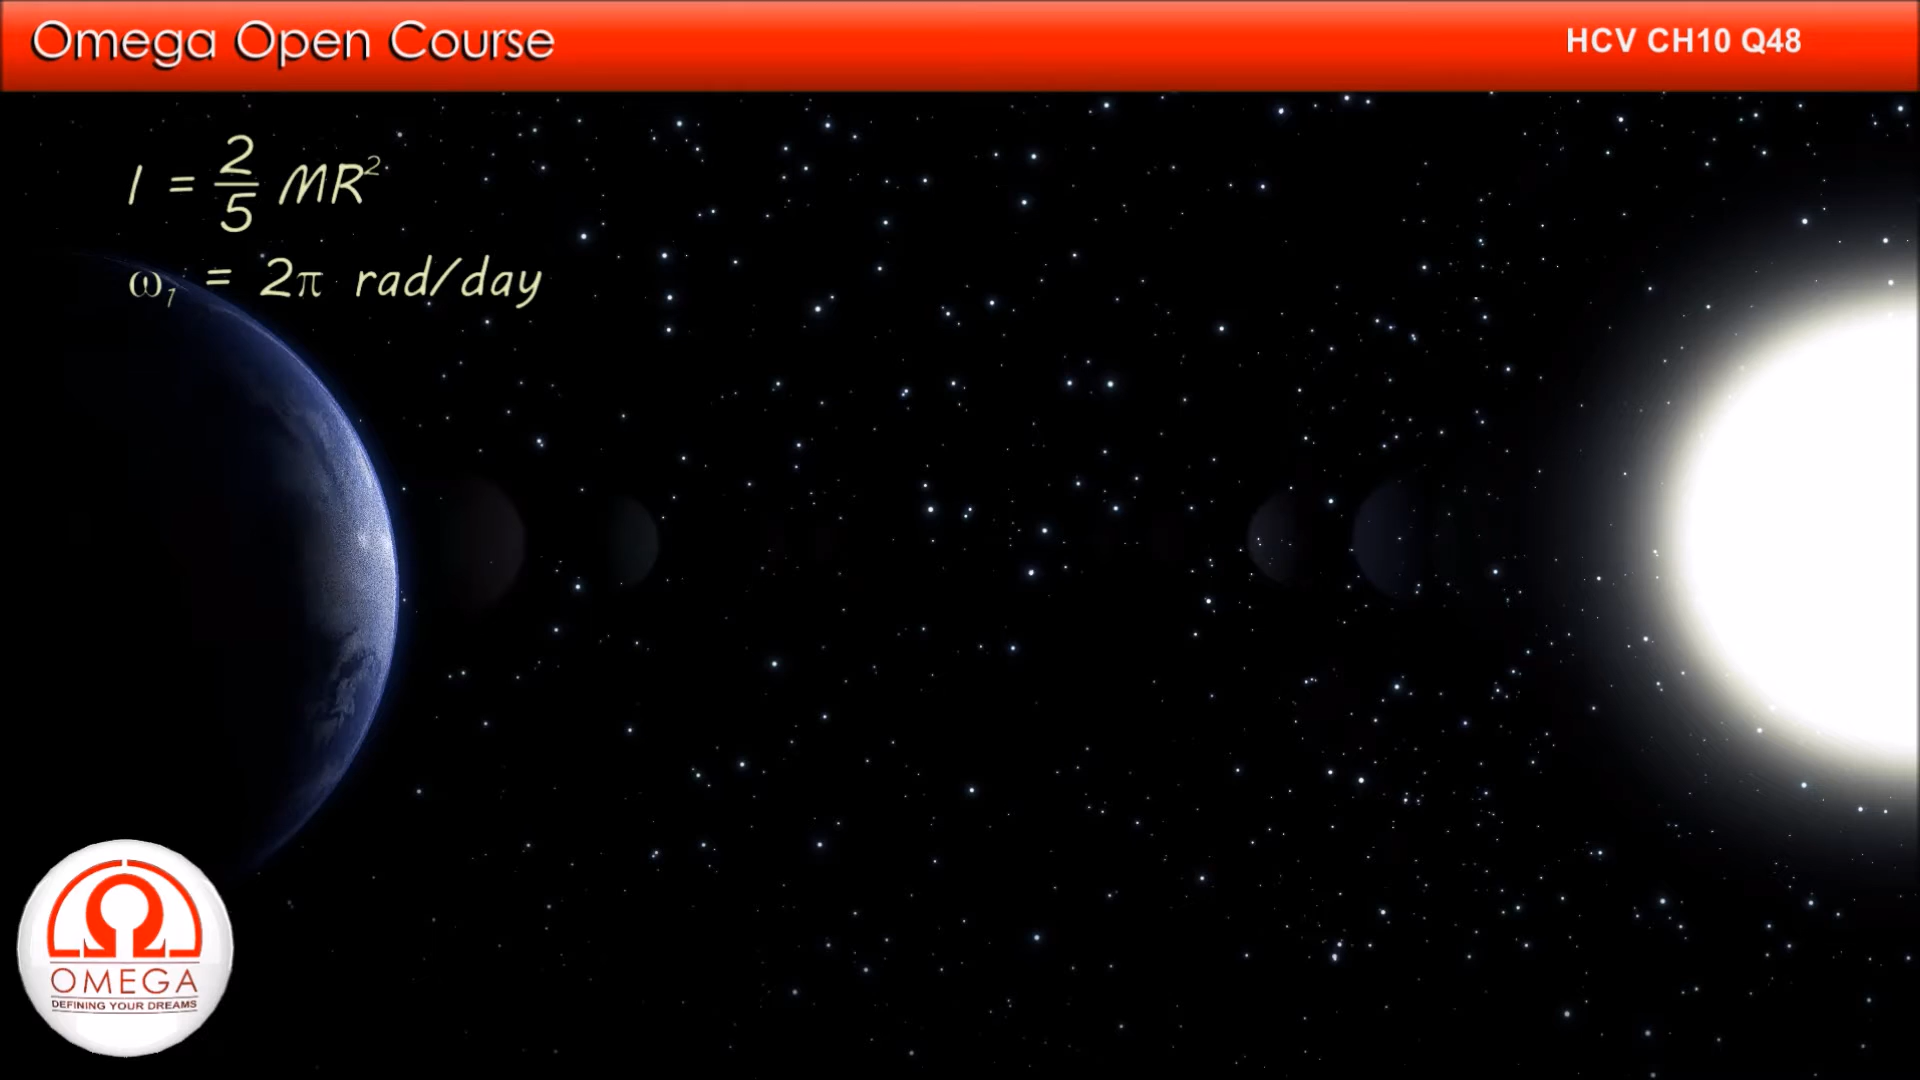 Omega Open Course
HCV CH10 Q48
I = 2/5 MR²
ω₁ = 2π rad/day
Ω
OMEGA
DEFINING YOUR DREAMS